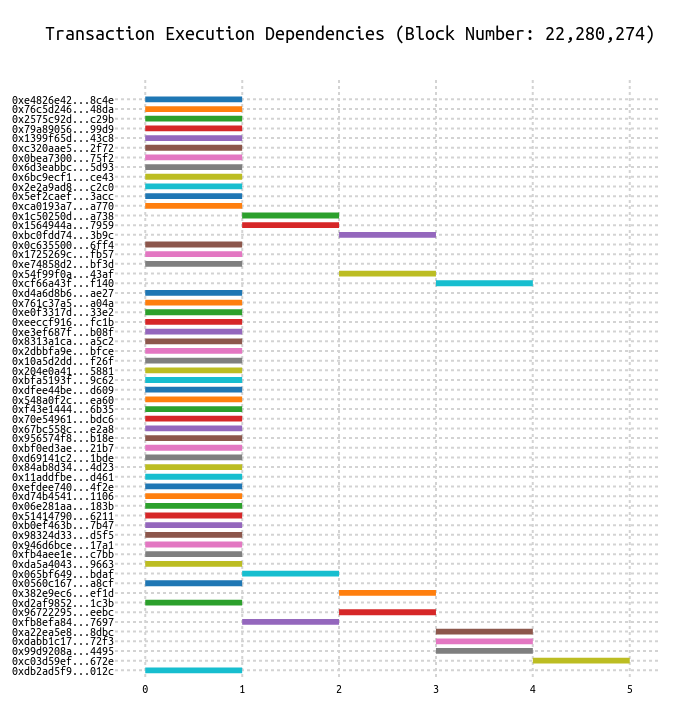 Transaction Execution Dependencies (Block Number: 22,280,274)
0xe4826e42...8c4e
0x76c5d246...48da
0x2575c92d...c29b
0x79a89056...99d9
0x1399f65d...43c8
0xc320aae5...2f72
0x0bea7300...75f2
0x6d3eabbc...5d93
0x6bc9ecf1...ce43
0x2e2a9ad8...c2c0
0x5ef2caef...3acc
0xca0193a7...a770
0x1c50250d...a738
0x1564944a...7959
0xbc0fdd74...3b9c
0x0c635500...6ff4
0x1725269c...fb57
0xe74858d2...bf3d
0x54f99f0a...43af
0xcf66a43f...f140
0xd4a6d8b6...ae27
0x761c37a5...a04a
0xe0f3317d...33e2
0xeeccf916...fc1b
0xe3ef687f...b08f
0x8313a1ca...a5c2
0x2dbbfa9e...bfce
0x10a5d2dd...f26f
0x204e0a41...5881
0xbfa5193f...9c62
0xdfee44be...d609
0x548a0f2c...ea60
0xf43e1444...6b35
0x70e54961...bdc6
0x67bc558c...e2a8
0x956574f8...b18e
0xbf0ed3ae...21b7
0xd69141c2...1bde
0x84ab8d34...4d23
0x11addfbe...d461
0xefdee740...4f2e
0xd74b4541...1106
0x06e281aa...183b
0x51414790...6211
0xb0ef463b...7b47
0x98324d33...d5f5
0x946d6bce...17a1
0xfb4aee1e...c7bb
0xda5a4043...9663
0x065bf649...bdaf
0x0560c167...a8cf
0x382e9ec6...ef1d
0xd2af9852...1c3b
0x96722295...eebc
0xfb8efa84...7697
0xa22ea5e8...8dbc
0xdabb1c17...72f3
0x99d9208a...4495
0xc03d59ef...672e
0xdb2ad5f9...012c
0 1 2 3 4 5